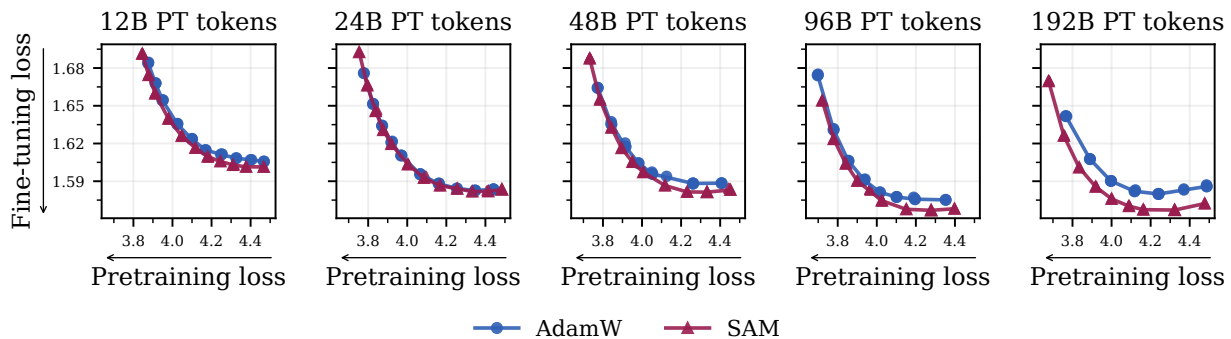 12B PT tokens 24B PT tokens 48B PT tokens 96B PT tokens 192B PT tokens
Fine-tuning loss
1.68
1.65
1.62
1.59
3.8 4.0 4.2 4.4 3.8 4.0 4.2 4.4 3.8 4.0 4.2 4.4 3.8 4.0 4.2 4.4 3.8 4.0 4.2 4.4
Pretraining loss Pretraining loss Pretraining loss Pretraining loss Pretraining loss
AdamW SAM